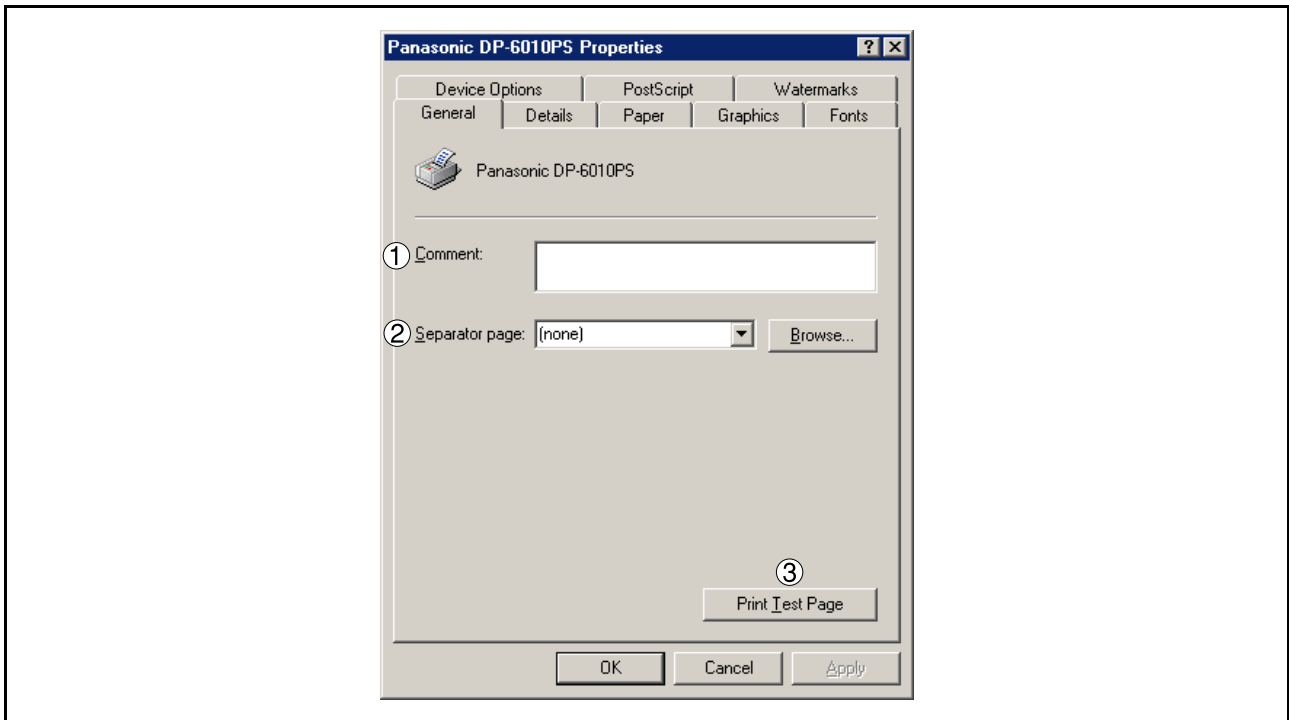 Panasonic DP-6010PS Properties
Device Options PostScript Watermarks
General Details Paper Graphics Fonts
Panasonic DP-6010PS
① Comment:
② Separator page: (none) Browse...
③
Print Test Page
OK Cancel Apply